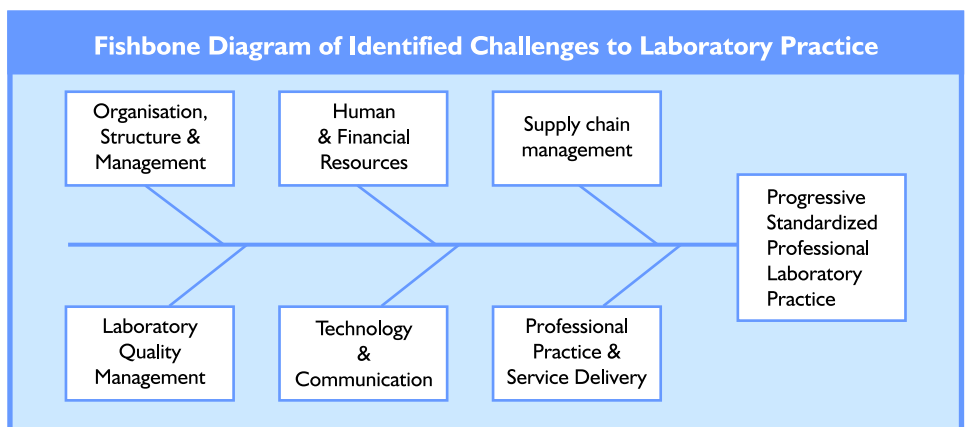 Fishbone Diagram of Identified Challenges to Laboratory Practice
Organisation,
Structure &
Management
Human
& Financial
Resources
Supply chain
management
Progressive
Standardized
Professional
Laboratory
Practice
Laboratory
Quality
Management
Technology
&
Communication
Professional
Practice &
Service Delivery